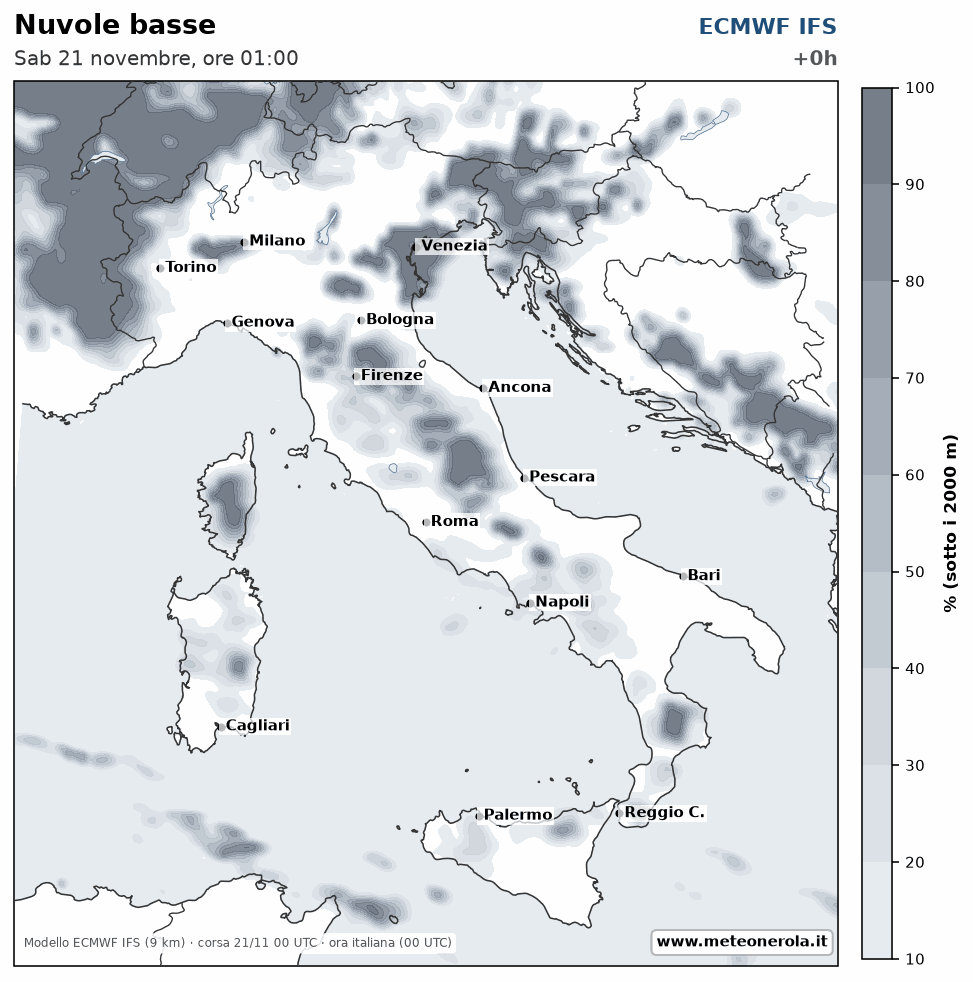 Nuvole basse
ECMWF IFS
Sab 21 novembre, ore 01:00
+0h
100
90
80
70
60
50
40
30
20
10
% (sotto i 2000 m)
Milano
Venezia
Torino
Genova
Bologna
Firenze
Ancona
Pescara
Roma
Bari
Napoli
Cagliari
Palermo
Reggio C.
Modello ECMWF IFS (9 km) · corsa 21/11 00 UTC · ora italiana (00 UTC)
www.meteonerola.it